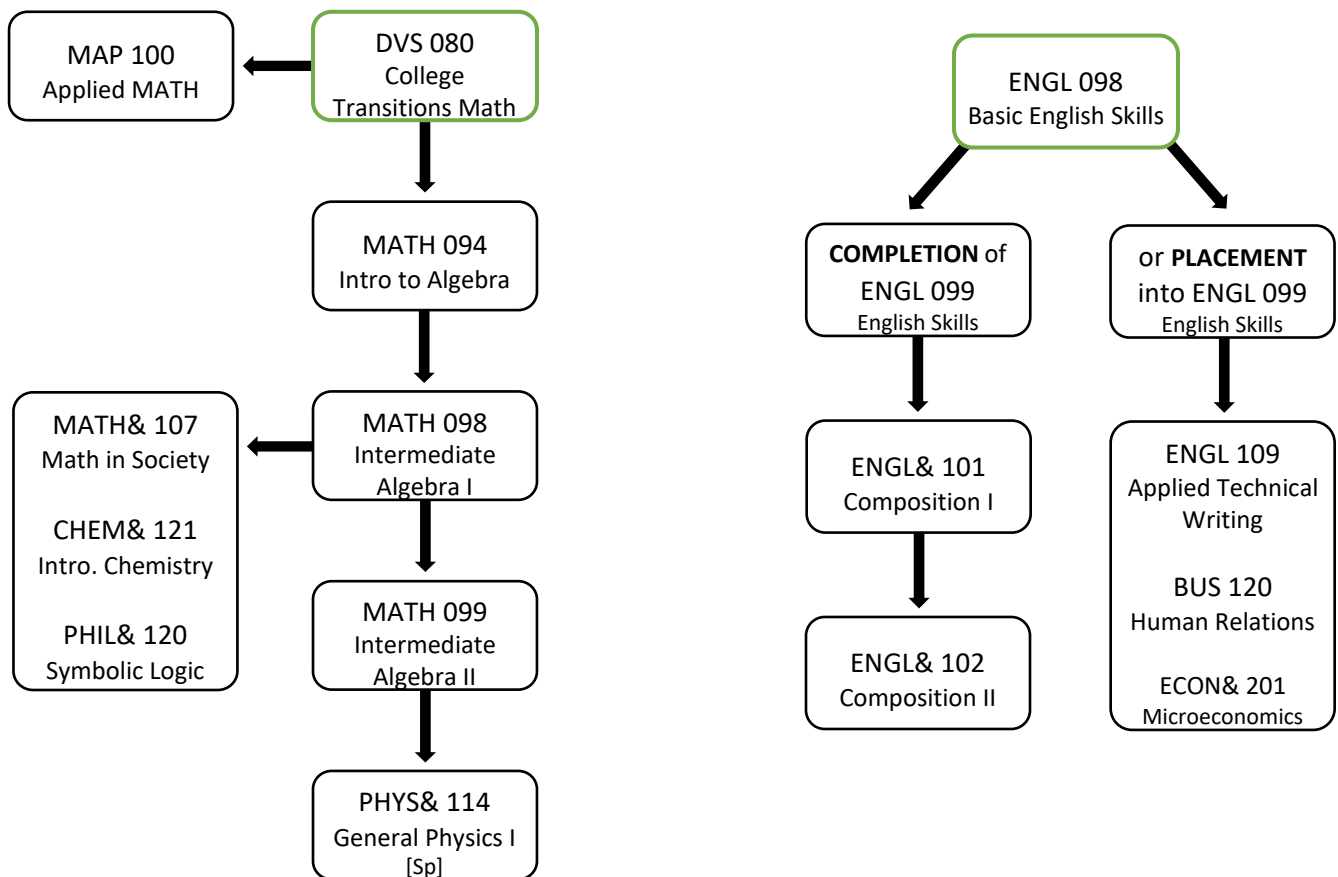 MAP 100
Applied MATH
DVS 080
College
Transitions Math
MATH 094
Intro to Algebra
MATH& 107
Math in Society
CHEM& 121
Intro. Chemistry
PHIL& 120
Symbolic Logic
MATH 098
Intermediate
Algebra I
MATH 099
Intermediate
Algebra II
PHYS& 114
General Physics I
[Sp]
ENGL 098
Basic English Skills
COMPLETION of
ENGL 099
English Skills
ENGL& 101
Composition I
ENGL& 102
Composition II
or PLACEMENT
into ENGL 099
English Skills
ENGL 109
Applied Technical
Writing
BUS 120
Human Relations
ECON& 201
Microeconomics